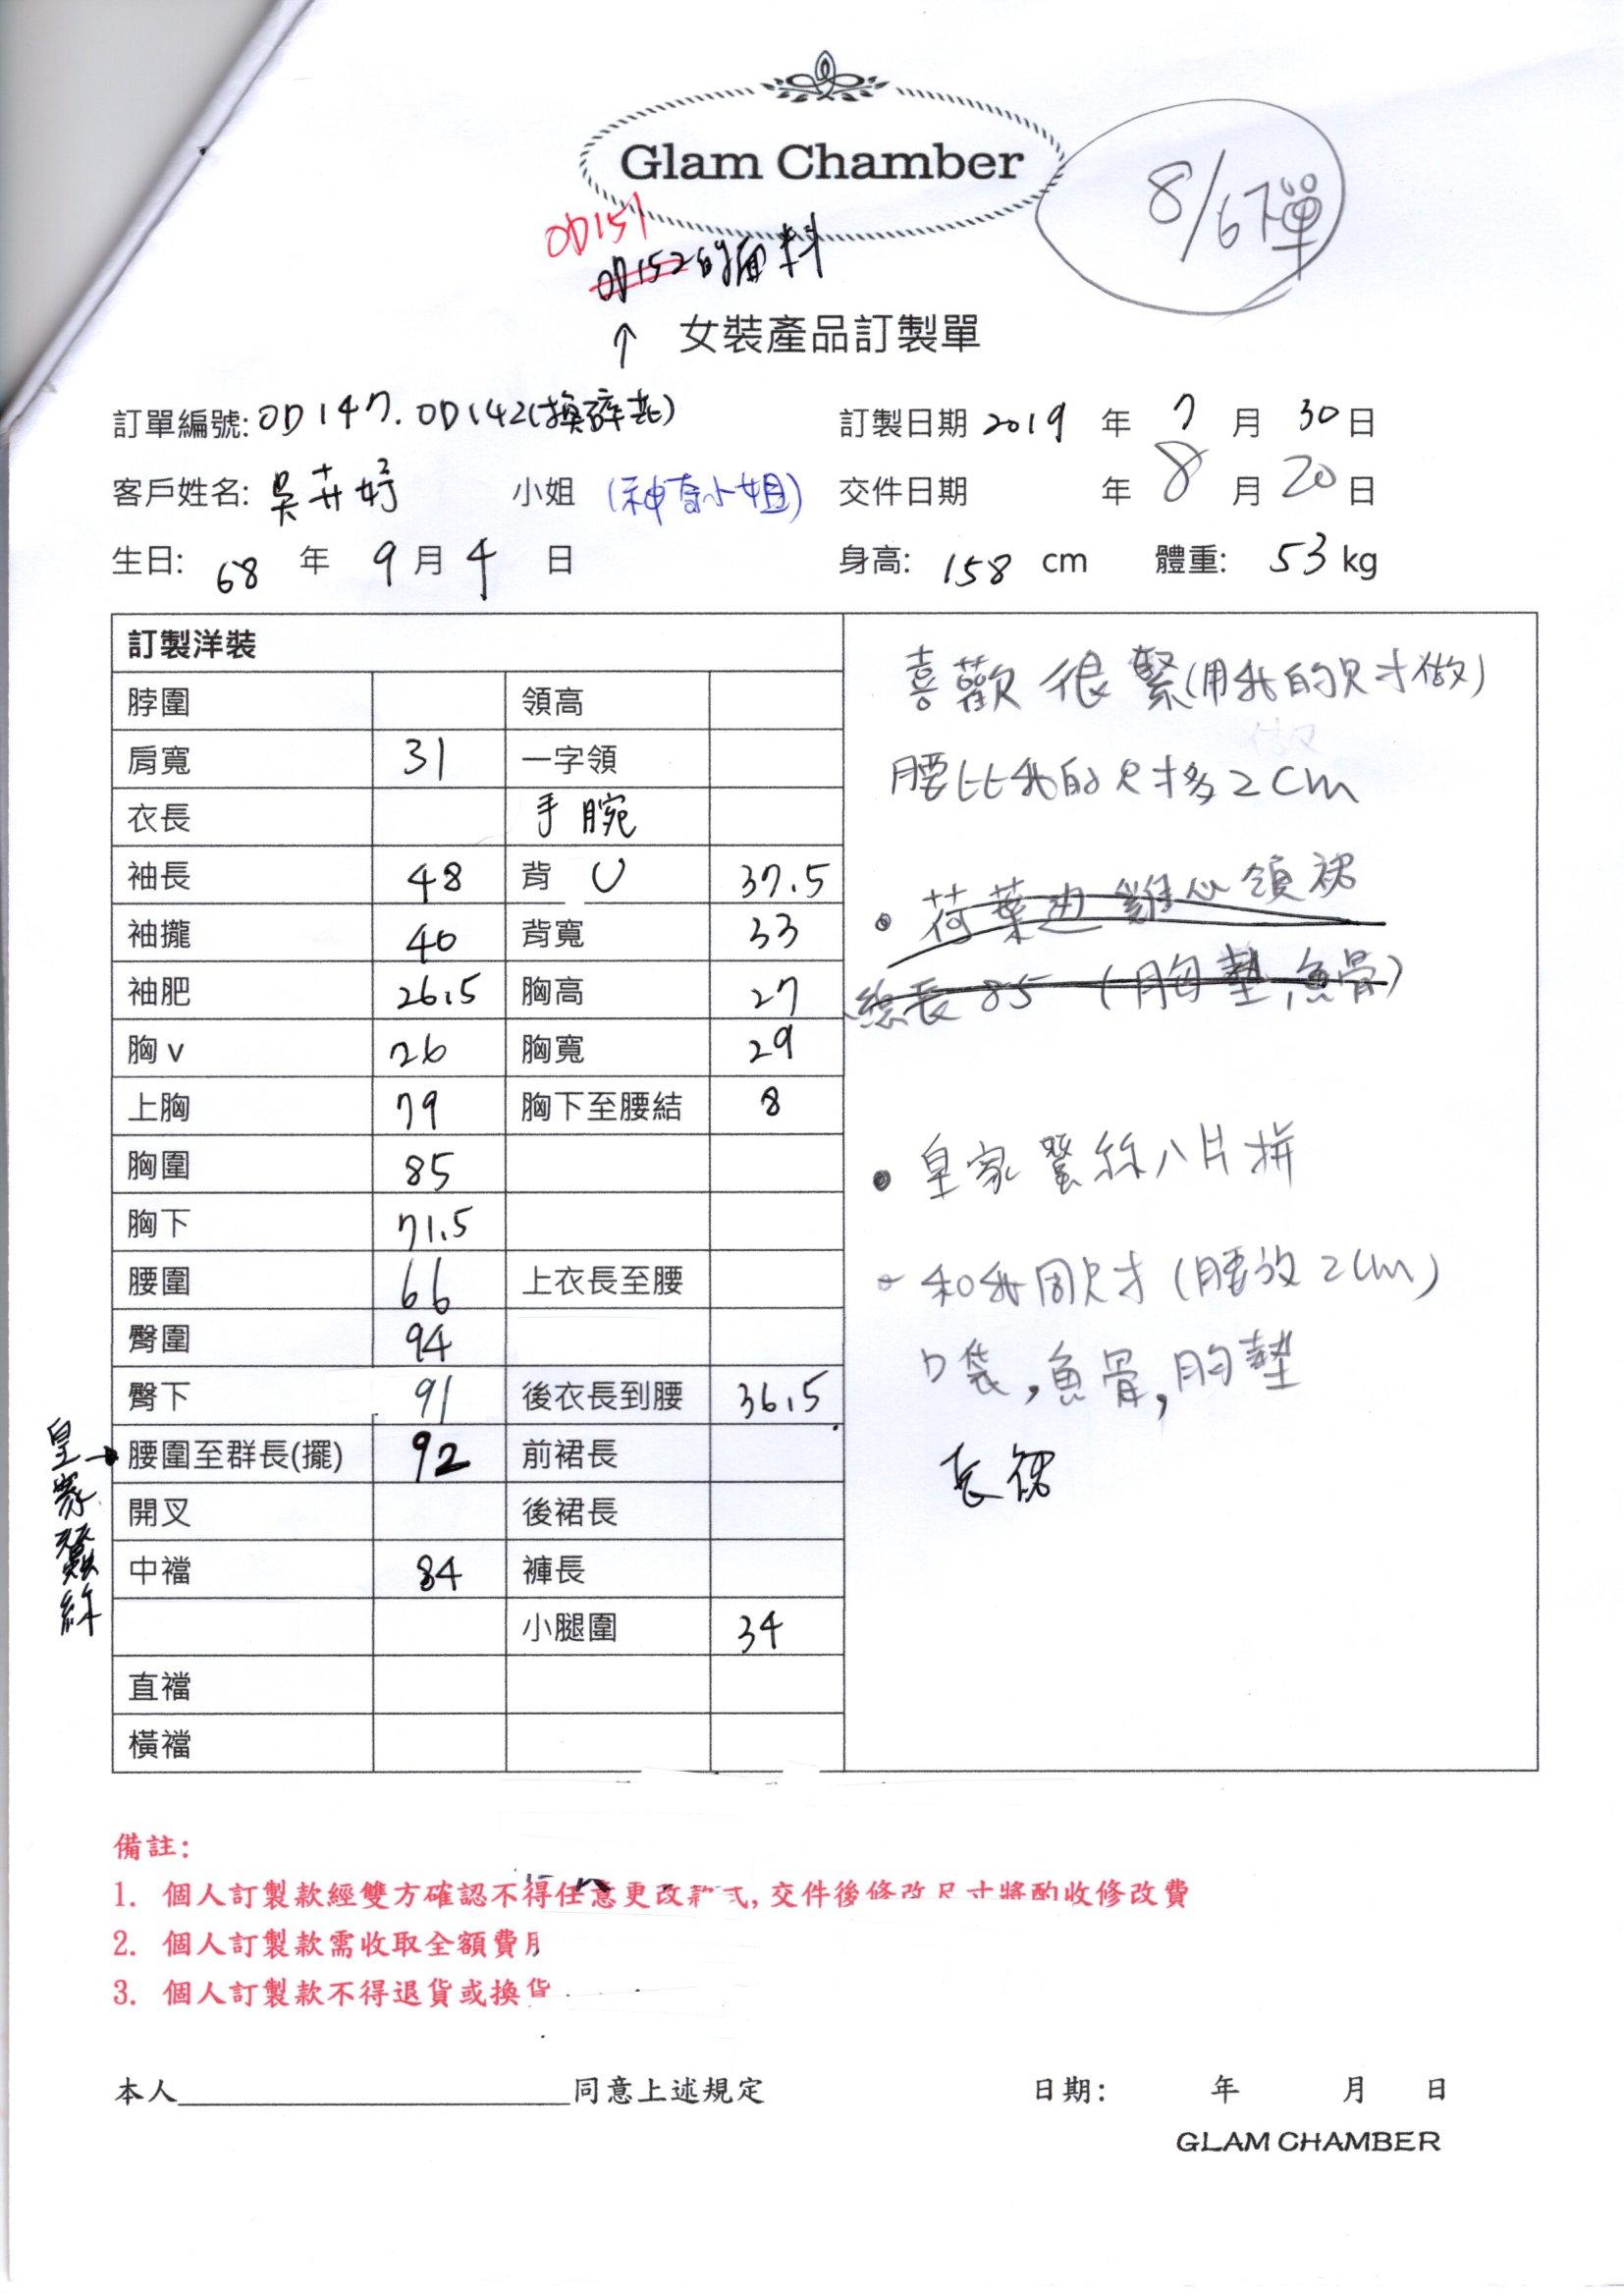 Glam Chamber
8/6下單
OD151
OD152的面料
↑ 女裝產品訂製單
訂單編號: OD147. OD142(換碎花) 訂製日期 2019 年 7 月 30 日
客戶姓名: 吳卉妤 小姐 (神奇小姐) 交件日期 年 8 月 20 日
生日: 68 年 9 月 4 日 身高: 158 cm 體重: 53 kg
訂製洋裝
脖圍 領高
肩寬 31 一字領
衣長 手腕
袖長 48 背 U 37.5
袖攏 40 背寬 33
袖肥 26.5 胸高 27
胸v 26 胸寬 29
上胸 79 胸下至腰結 8
胸圍 85
胸下 71.5
腰圍 66 上衣長至腰
臀圍 94
臀下 91 後衣長到腰 36.5
皇家蠶絲→ 腰圍至群長(擺) 92 前裙長
開叉 後裙長
中襠 84 褲長
小腿圍 34
直襠
橫襠
喜歡很緊(用我的尺寸做)
腰比我的尺寸多2cm
• 荷葉边雞心領裙
總長 85 (胸墊,魚骨)
• 皇家蠶絲八片拼
- 和我同尺寸(腰放2cm)
口袋,魚骨,胸墊
長裙
備註:
1. 個人訂製款經雙方確認不得任意更改款式,交件後修改尺寸將酌收修改費
2. 個人訂製款需收取全額費用
3. 個人訂製款不得退貨或換貨
本人____________________同意上述規定 日期: 年 月 日
GLAM CHAMBER